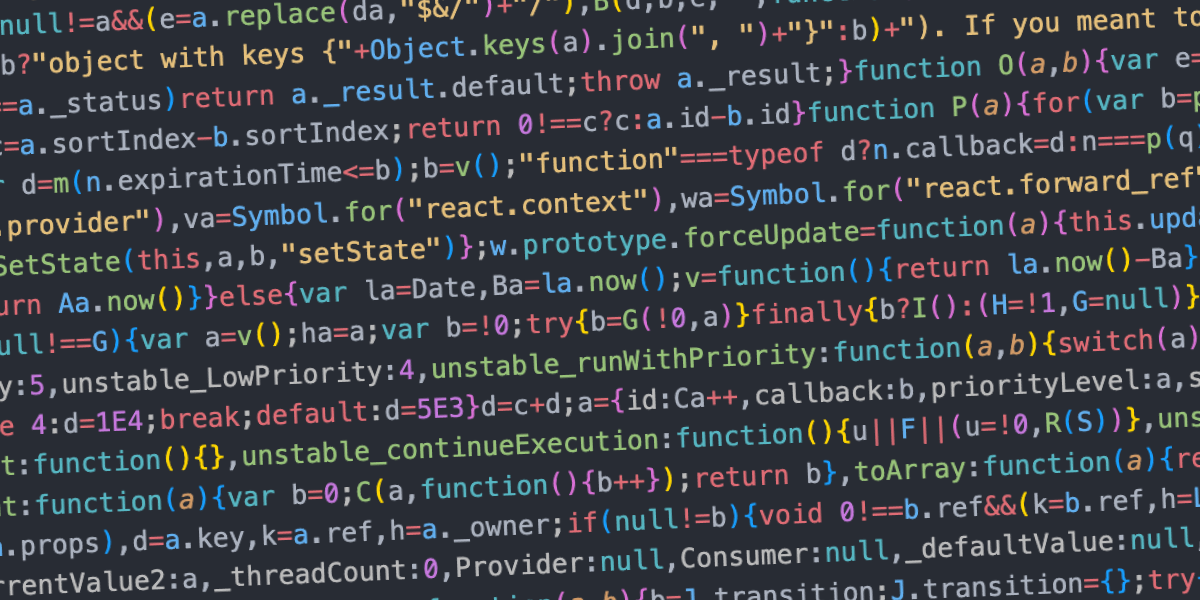 null!=a&&(e=a.replace(da,"$&/")+"/"),B(d,b,e,
b?"object with keys {"+Object.keys(a).join(", ")+"}":b)+"). If you meant to
==a._status)return a._result.default;throw a._result;}function O(a,b){var e=
=a.sortIndex-b.sortIndex;return 0!==c?c:a.id-b.id}function P(a){for(var b=p
d=m(n.expirationTime<=b);b=v();"function"===typeof d?n.callback=d:n===p(q
.provider"),va=Symbol.for("react.context"),wa=Symbol.for("react.forward_ref"
SetState(this,a,b,"setState")};w.prototype.forceUpdate=function(a){this.upd
urn Aa.now()}}else{var la=Date,Ba=la.now();v=function(){return la.now()-Ba}
ull!==G){var a=v();ha=a;var b=!0;try{b=G(!0,a)}finally{b?I():(H=!1,G=null)}
y:5,unstable_LowPriority:4,unstable_runWithPriority:function(a,b){switch(a)
e 4:d=1E4;break;default:d=5E3}d=c+d;a={id:Ca++,callback:b,priorityLevel:a,s
t:function(){},unstable_continueExecution:function(){u||F||(u=!0,R(S))},uns
nt:function(a){var b=0;C(a,function(){b++});return b},toArray:function(a){re
.props),d=a.key,k=a.ref,h=a._owner;if(null!=b){void 0!==b.ref&&(k=b.ref,h=L
rrentValue2:a,_threadCount:0,Provider:null,Consumer:null,_defaultValue:null,
(a,b){b=J.transition;J.transition={};try